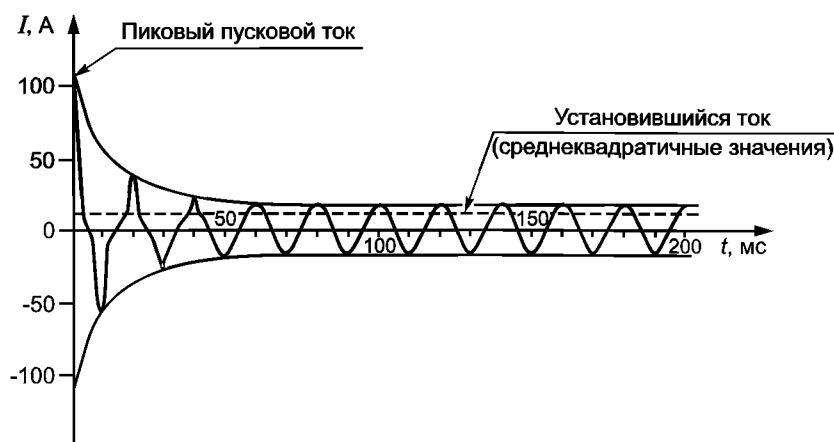 I, А
Пиковый пусковой ток
100
Установившийся ток
(среднеквадратичные значения)
50
50
150
0
100
200
t, мс
-50
-100